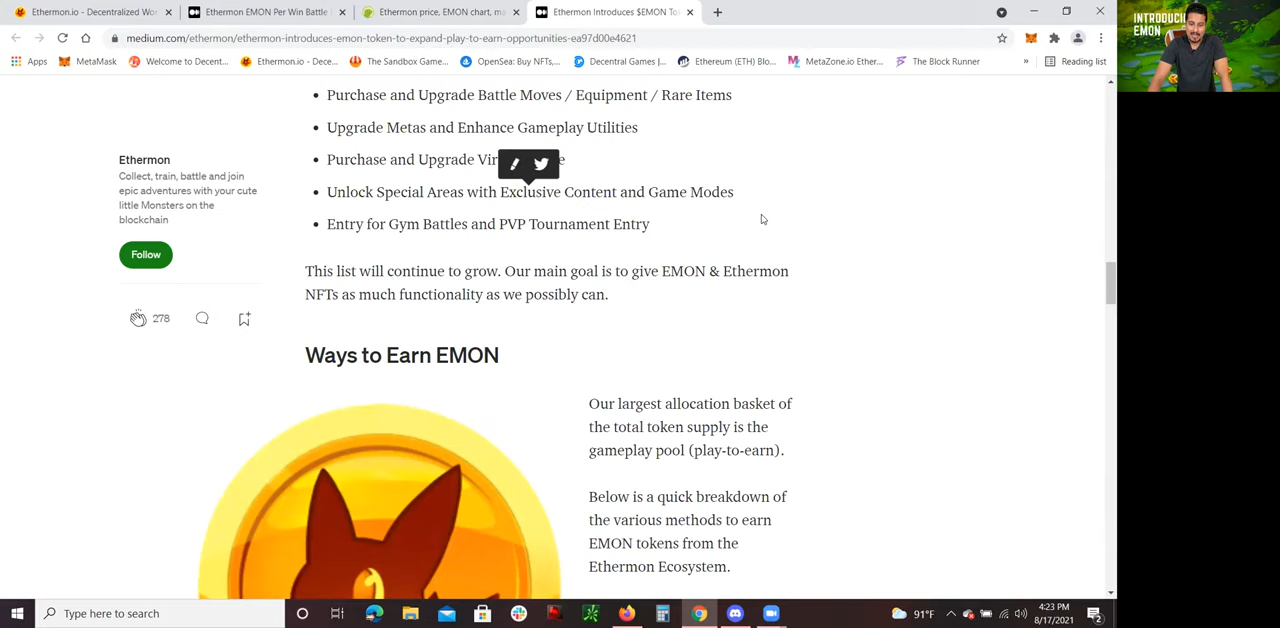 Ethermon.io - Decentralized Wo
Ethermon EMON Per Win Battle
Ethermon price, EMON chart, ma
Ethermon Introduces $EMON To
medium.com/ethermon/ethermon-introduces-emon-token-to-expand-play-to-earn-opportunities-ea97d00e4621
Apps
MetaMask
Welcome to Decent...
Ethermon.io - Dece...
The Sandbox Game...
OpenSea: Buy NFTs,...
Decentral Games |...
Ethereum (ETH) Blo...
MetaZone.io Ether...
The Block Runner
»
Reading list
EMON
• Purchase and Upgrade Battle Moves / Equipment / Rare Items
• Upgrade Metas and Enhance Gameplay Utilities
• Purchase and Upgrade Vir e
• Unlock Special Areas with Exclusive Content and Game Modes
• Entry for Gym Battles and PVP Tournament Entry
Ethermon
Collect, train, battle and join
epic adventures with your cute
little Monsters on the
blockchain
Follow
278
This list will continue to grow. Our main goal is to give EMON & Ethermon
NFTs as much functionality as we possibly can.
Ways to Earn EMON
Our largest allocation basket of
the total token supply is the
gameplay pool (play-to-earn).
Below is a quick breakdown of
the various methods to earn
EMON tokens from the
Ethermon Ecosystem.
Type here to search
91°F
4:23 PM
8/17/2021
2